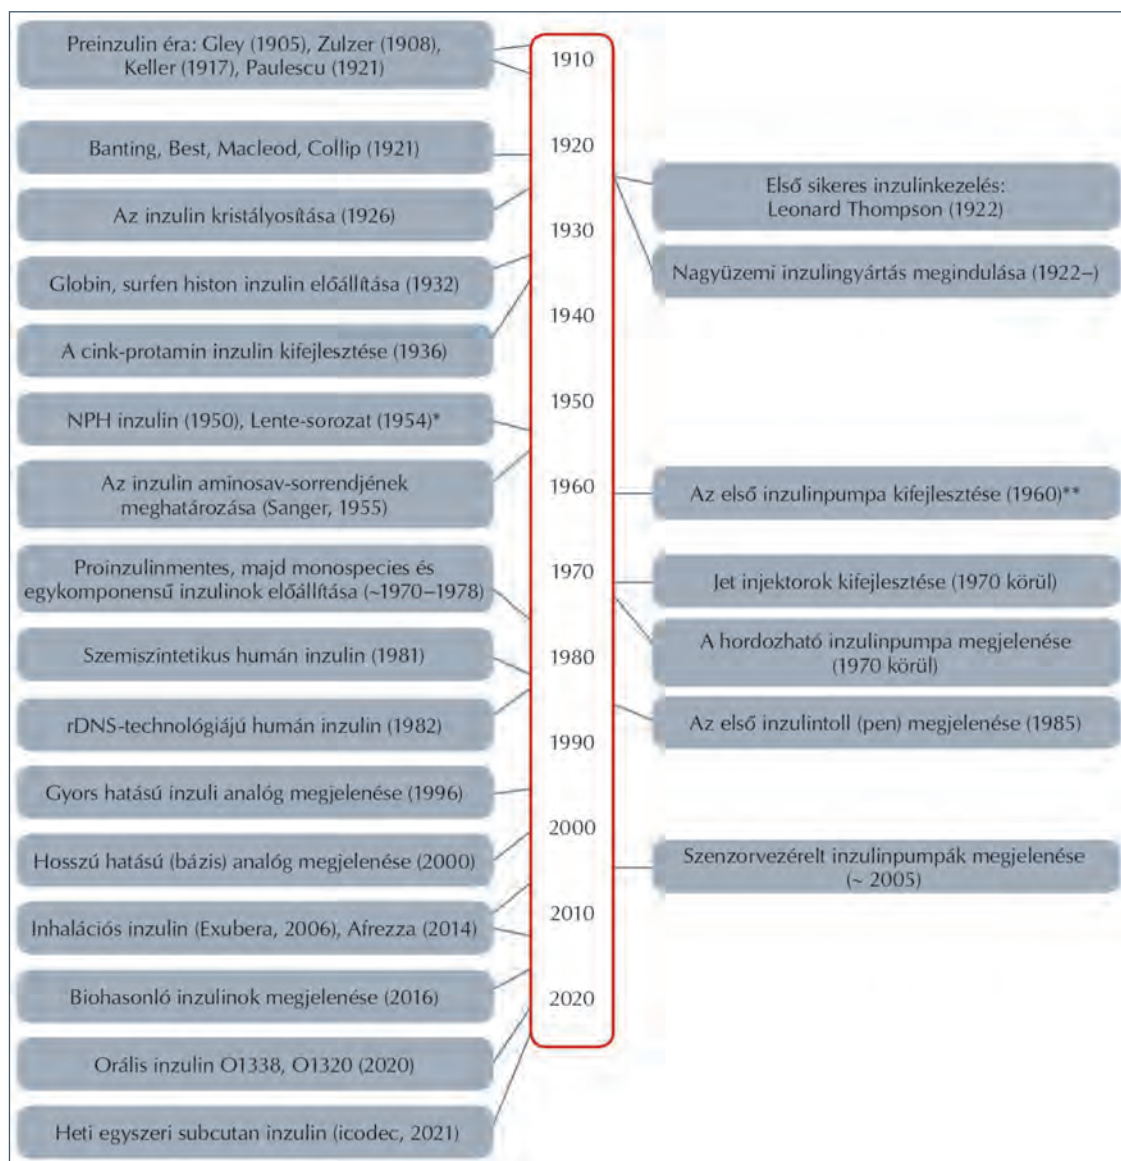 Preinzulin éra: Gley (1905), Zulzer (1908),
Keller (1917), Paulescu (1921)
Banting, Best, Macleod, Collip (1921)
Az inzulin kristályosítása (1926)
Globin, surfen histon inzulin előállítása (1932)
A cink-protamin inzulin kifejlesztése (1936)
NPH inzulin (1950), Lente-sorozat (1954)*
Az inzulin aminosav-sorrendjének
meghatározása (Sanger, 1955)
Proinzulinmentes, majd monospecies és
egykomponensű inzulinok előállítása (~1970–1978)
Szemiszintetikus humán inzulin (1981)
rDNS-technológiájú humán inzulin (1982)
Gyors hatású inzuli analóg megjelenése (1996)
Hosszú hatású (bázis) analóg megjelenése (2000)
Inhalációs inzulin (Exubera, 2006), Afrezza (2014)
Biohasonló inzulinok megjelenése (2016)
Orális inzulin O1338, O1320 (2020)
Heti egyszeri subcutan inzulin (icodec, 2021)
1910
1920
1930
1940
1950
1960
1970
1980
1990
2000
2010
2020
Első sikeres inzulinkezelés:
Leonard Thompson (1922)
Nagyüzemi inzulingyártás megindulása (1922–)
Az első inzulinpumpa kifejlesztése (1960)**
Jet injektorok kifejlesztése (1970 körül)
A hordozható inzulinpumpa megjelenése
(1970 körül)
Az első inzulintoll (pen) megjelenése (1985)
Szenzorvezérelt inzulinpumpák megjelenése
(~ 2005)